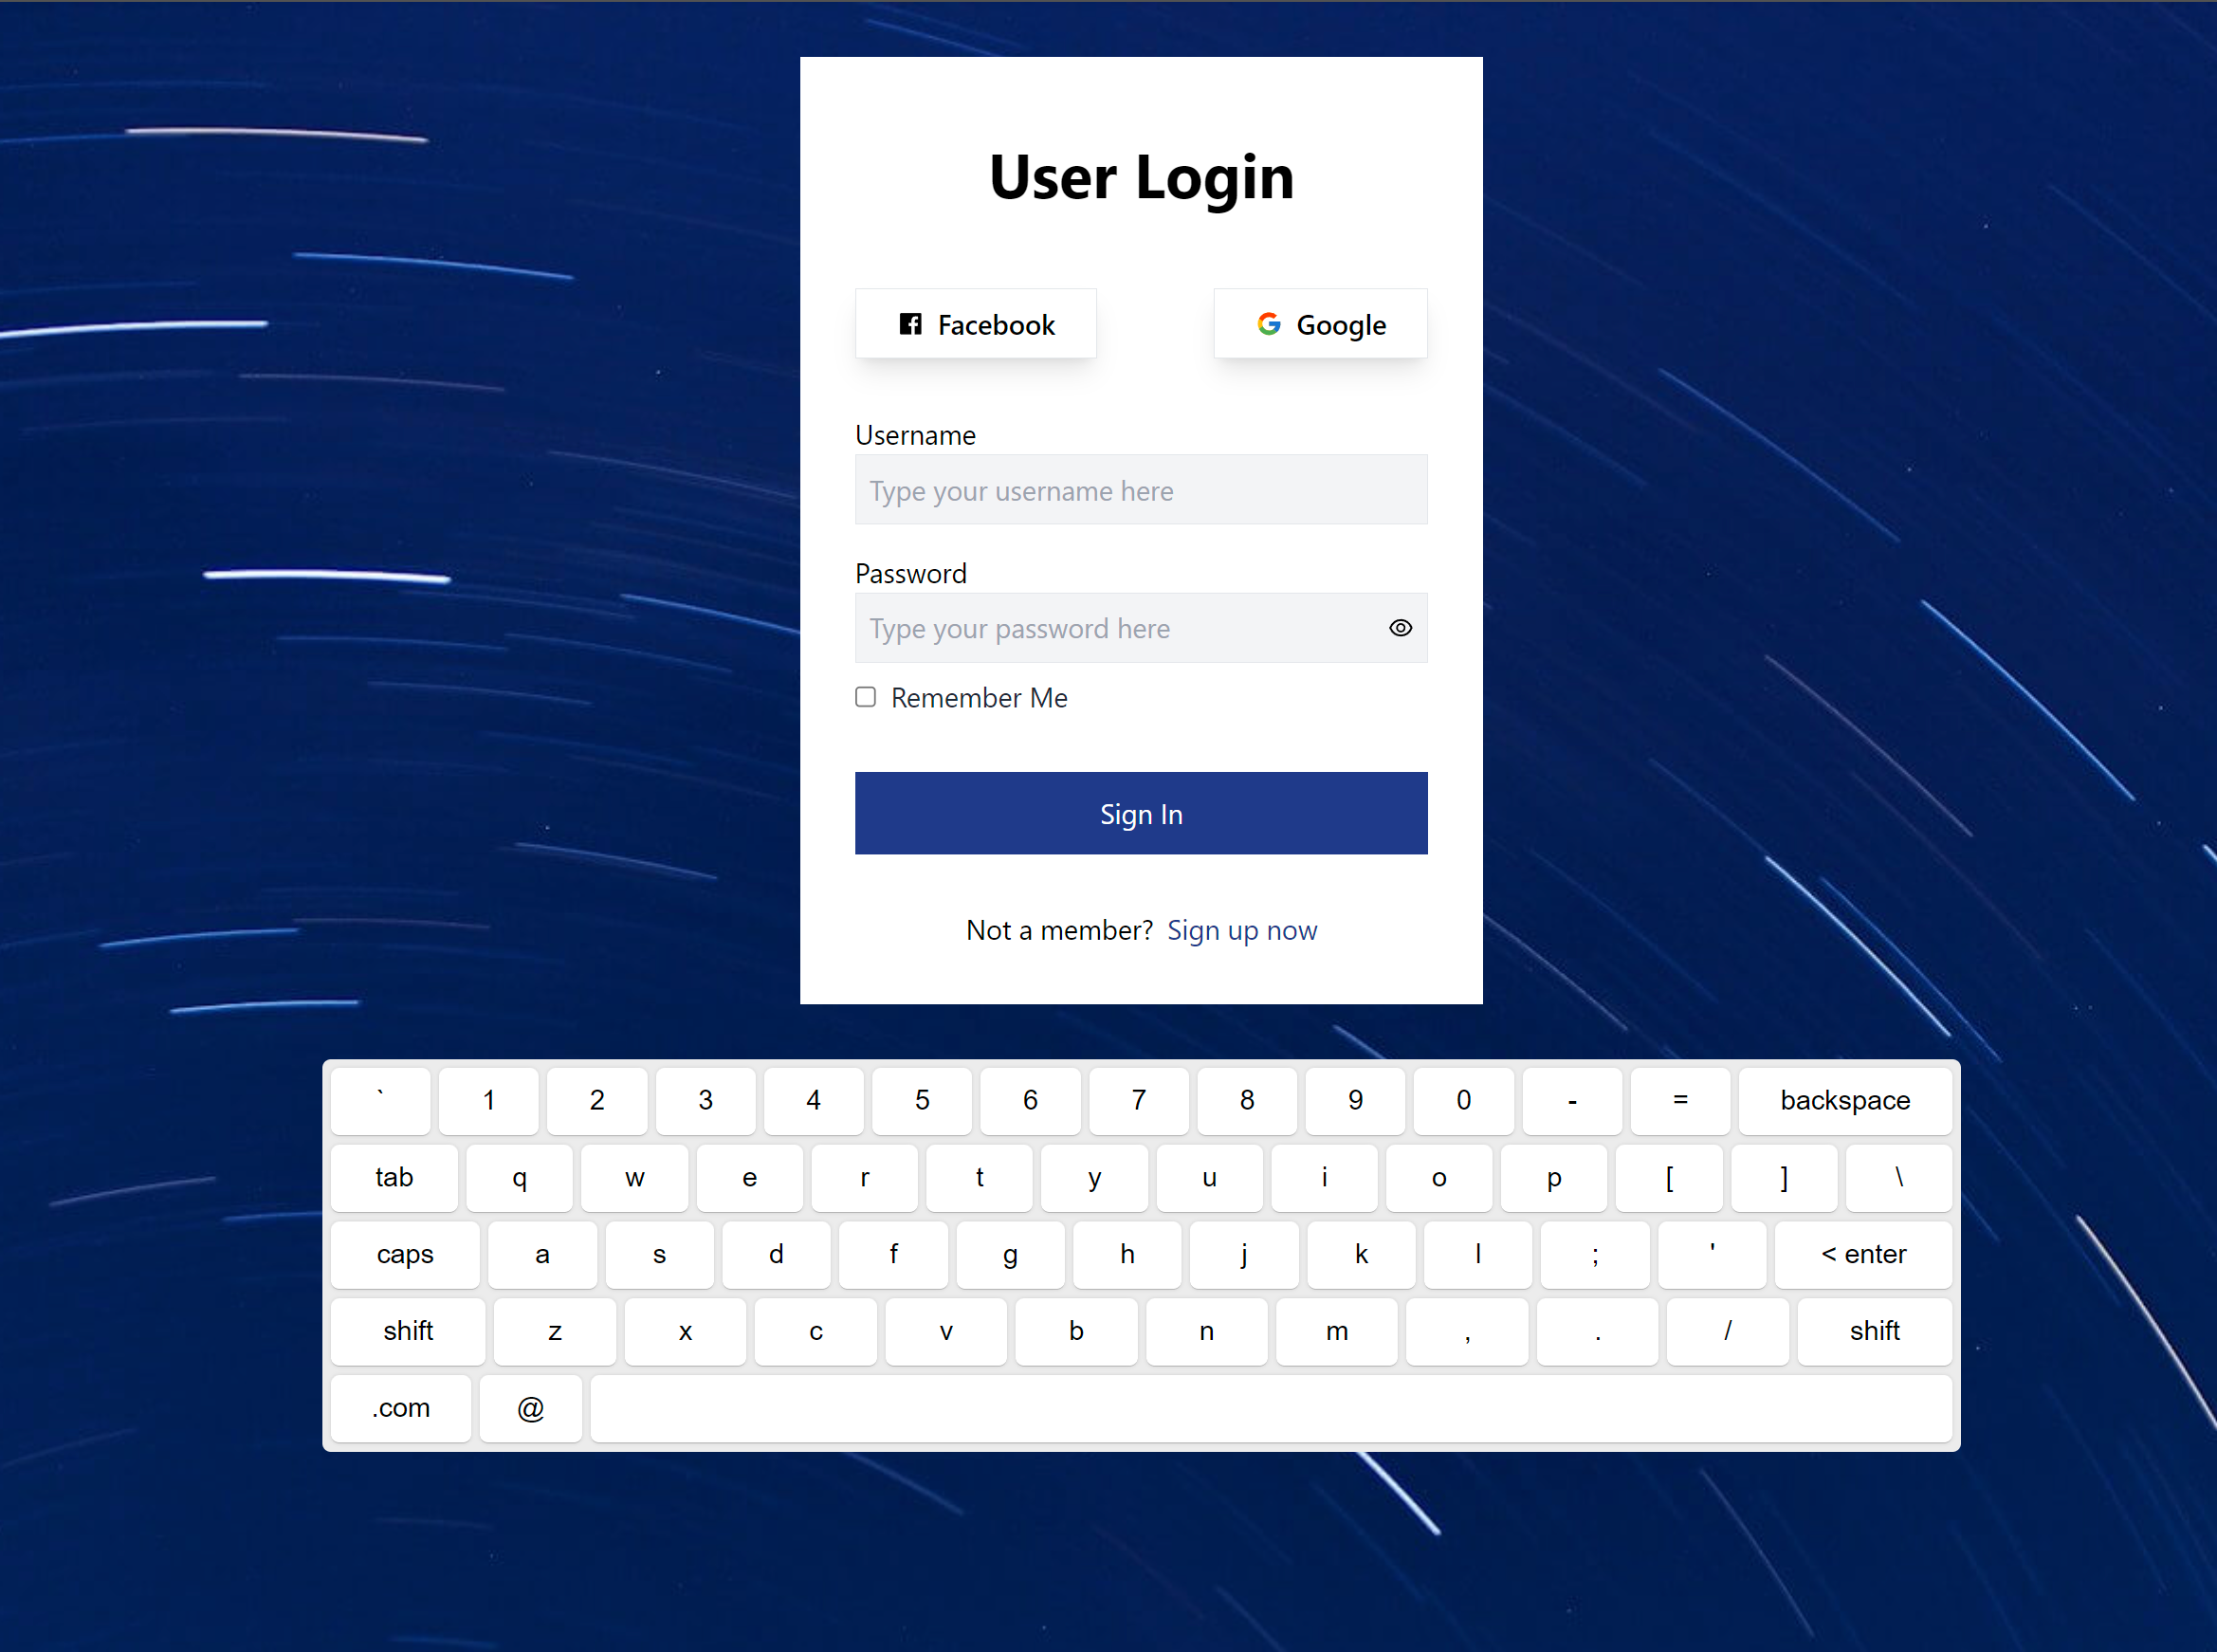 User Login
Facebook Google
Username
Type your username here
Password
Type your password here
Remember Me
Sign In
Not a member? Sign up now
` 1 2 3 4 5 6 7 8 9 0 - = backspace
tab q w e r t y u i o p [ ] \
caps a s d f g h j k l ; ' < enter
shift z x c v b n m , . / shift
.com @